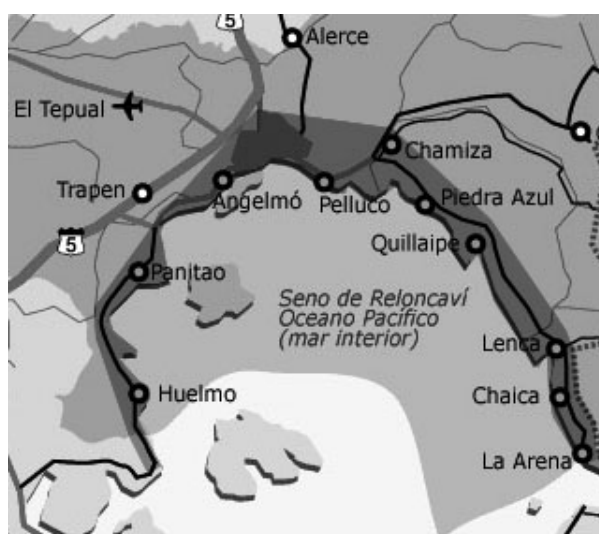 5
Alerce
El Tepual
Chamiza
Trapen
Angelmó
Pelluco
Piedra Azul
5
Quillaipe
Panitao
Seno de Reloncaví
Oceano Pacífico
(mar interior)
Lenca
Huelmo
Chaica
La Arena